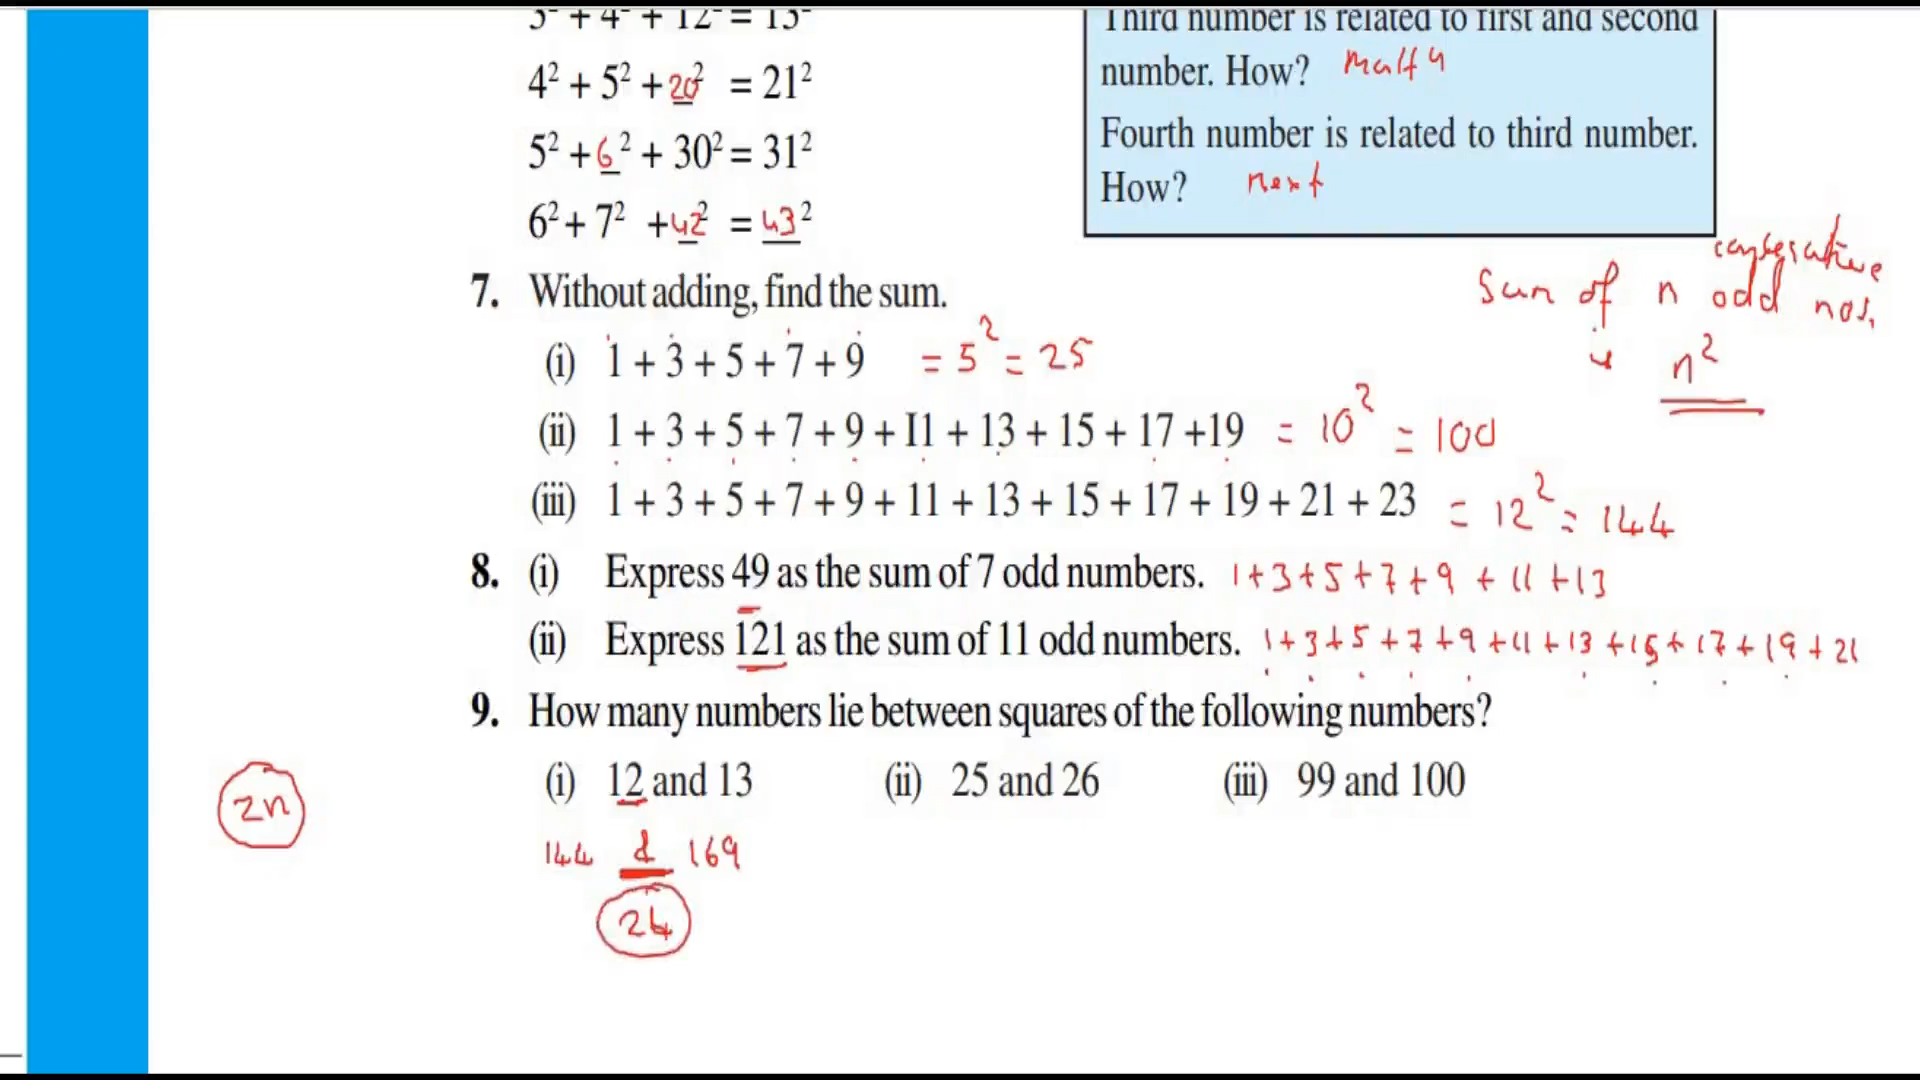 3² + 4² + 12² = 13²
Third number is related to first and second
4² + 5² + 20² = 21²
number. How? Multy
5² + 6² + 30² = 31²
Fourth number is related to third number.
How? next
6² + 7² + 42² = 43²
7. Without adding, find the sum.
Sum of n odd nos.
(i) 1 + 3 + 5 + 7 + 9 = 5² = 25
n²
(ii) 1 + 3 + 5 + 7 + 9 + I1 + 13 + 15 + 17 +19 = 10² = 100
(iii) 1 + 3 + 5 + 7 + 9 + 11 + 13 + 15 + 17 + 19 + 21 + 23 = 12² = 144
8. (i) Express 49 as the sum of 7 odd numbers. 1+3+5+7+9+11+13
(ii) Express 121 as the sum of 11 odd numbers. 1+3+5+7+9+11+13+15+17+19+21
9. How many numbers lie between squares of the following numbers?
(i) 12 and 13 (ii) 25 and 26 (iii) 99 and 100
2n
144 & 169
24